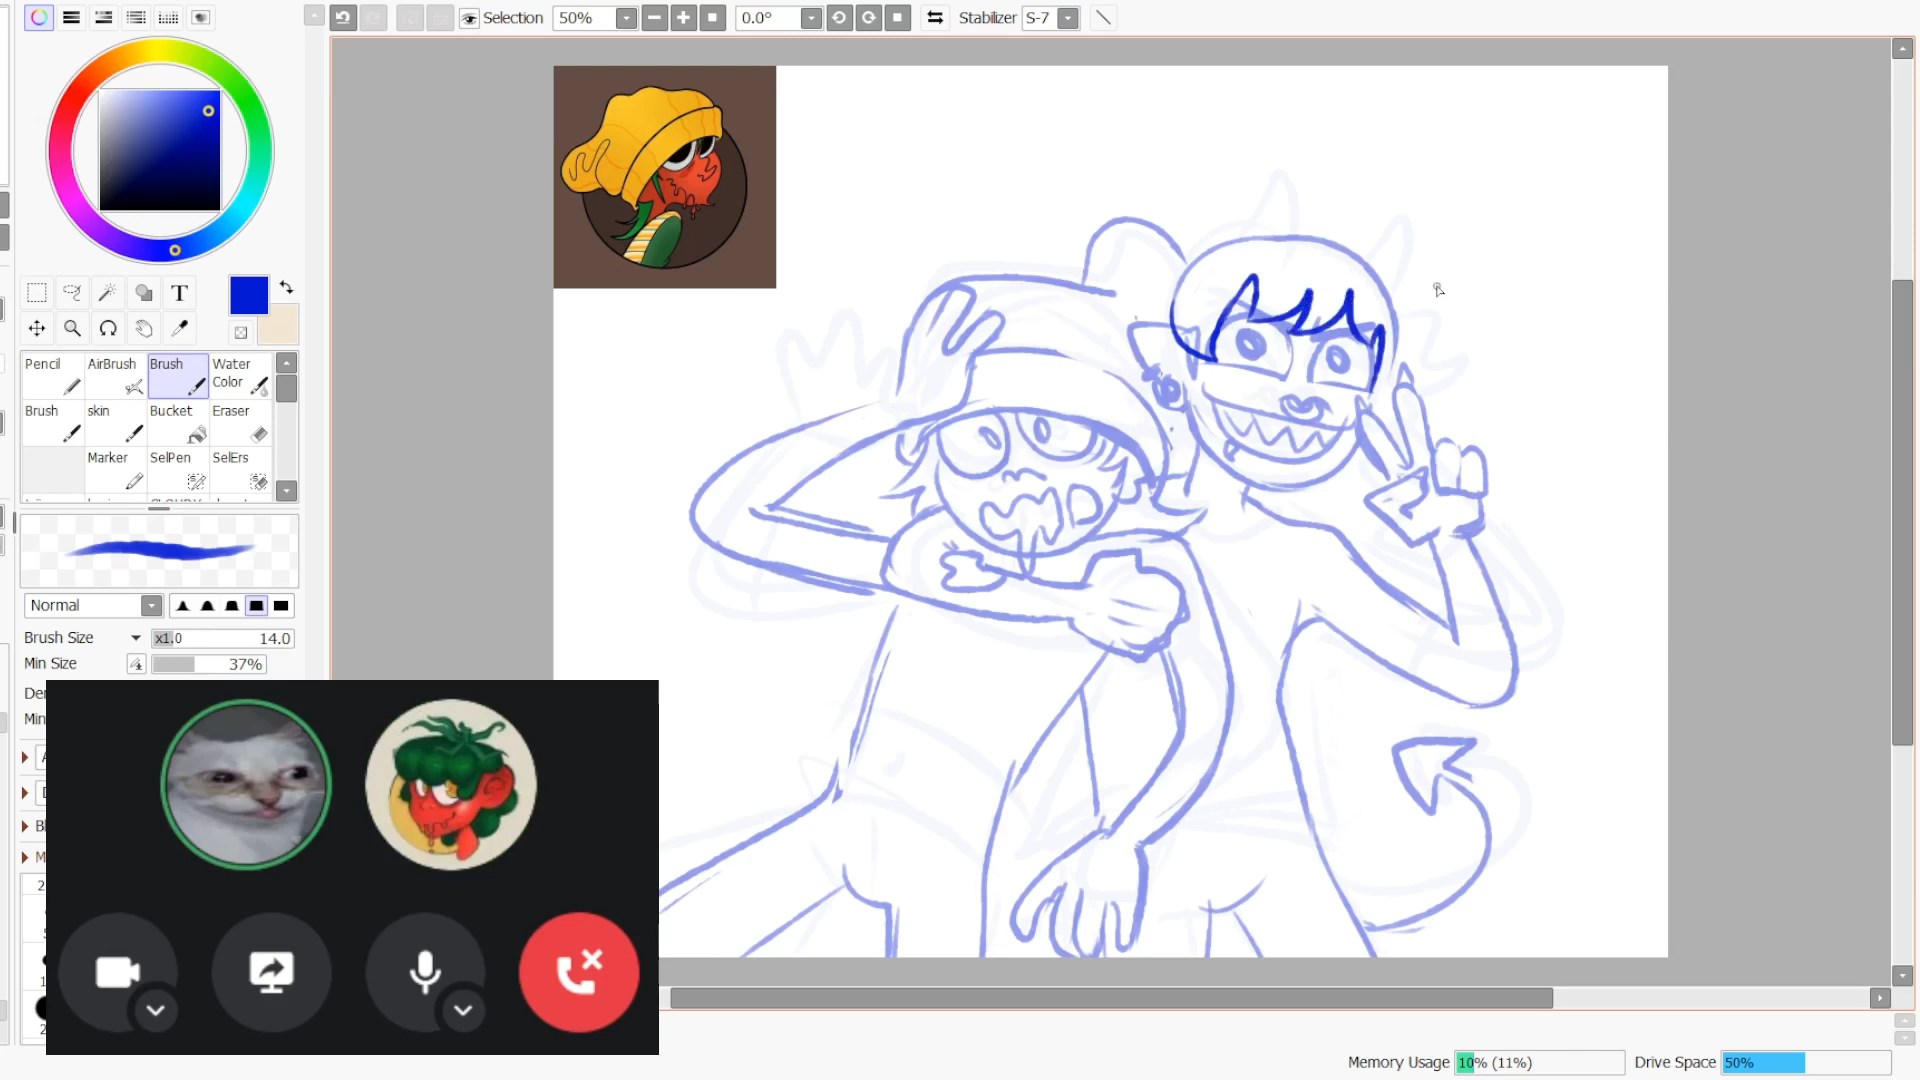 Selection 50% 0.0° Stabilizer S-7
T
Pencil AirBrush Brush Water Color
Brush skin Bucket Eraser
Marker SelPen SelErs
Normal
Brush Size x1.0 14.0
Min Size 37%
Memory Usage 10% (11%) Drive Space 50%